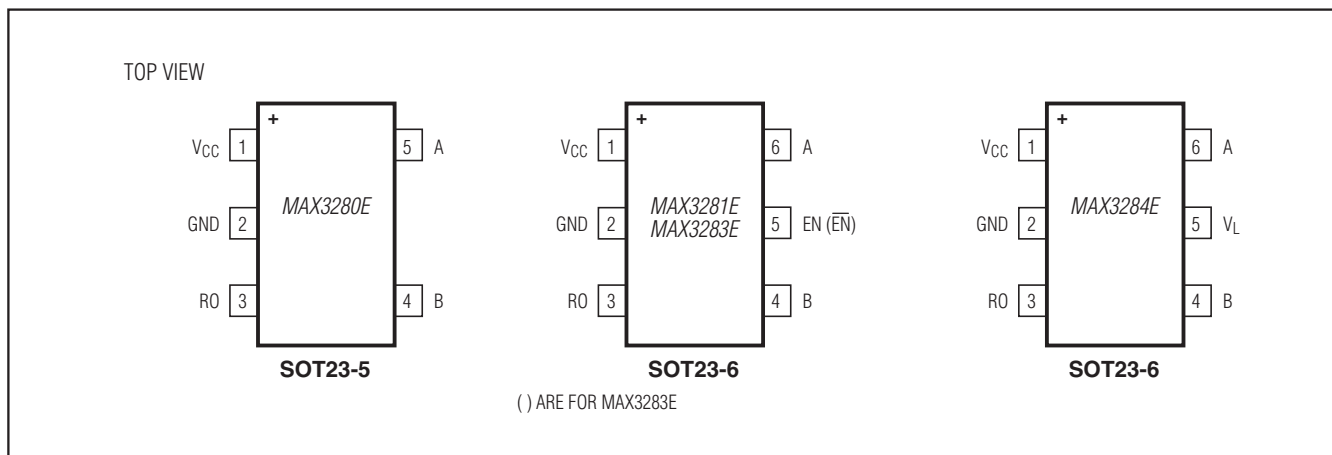 TOP VIEW
+
VCC 1
5 A
MAX3280E
GND 2
RO 3
4 B
SOT23-5
+
VCC 1
6 A
MAX3281E
MAX3283E
GND 2
5 EN (E̅N̅)
RO 3
4 B
SOT23-6
( ) ARE FOR MAX3283E
+
VCC 1
6 A
MAX3284E
GND 2
5 VL
RO 3
4 B
SOT23-6